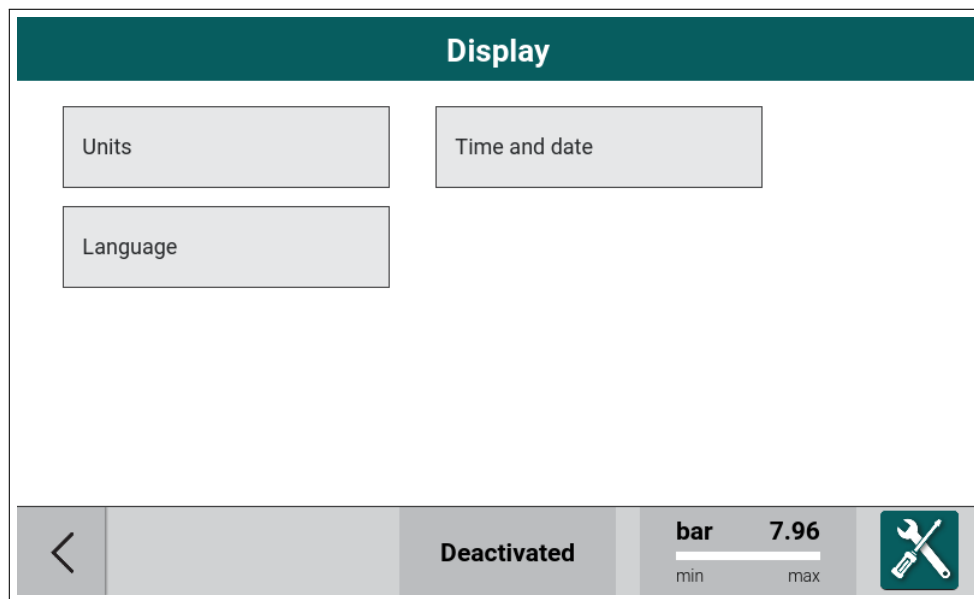 Display
Units
Time and date
Language
Deactivated
bar 7.96
min max